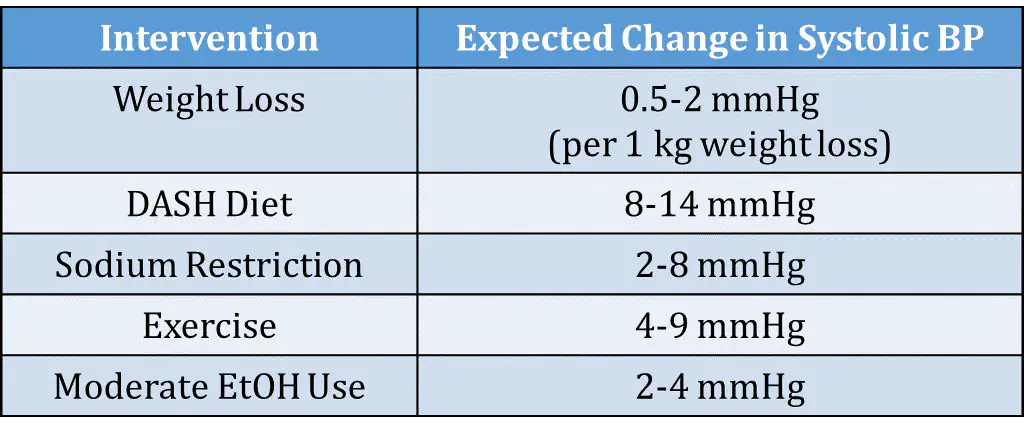 Intervention Expected Change in Systolic BP
Weight Loss 0.5-2 mmHg
(per 1 kg weight loss)
DASH Diet 8-14 mmHg
Sodium Restriction 2-8 mmHg
Exercise 4-9 mmHg
Moderate EtOH Use 2-4 mmHg